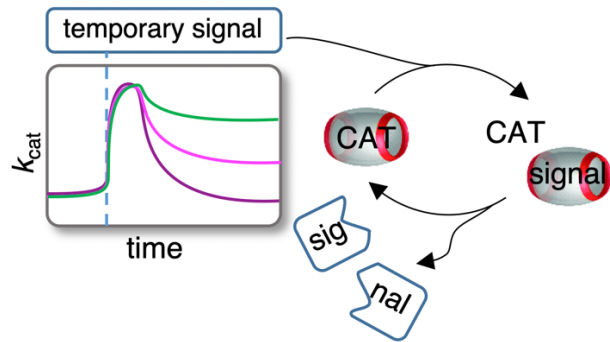 temporary signal
kcat
time
CAT
CAT
signal
sig
nal